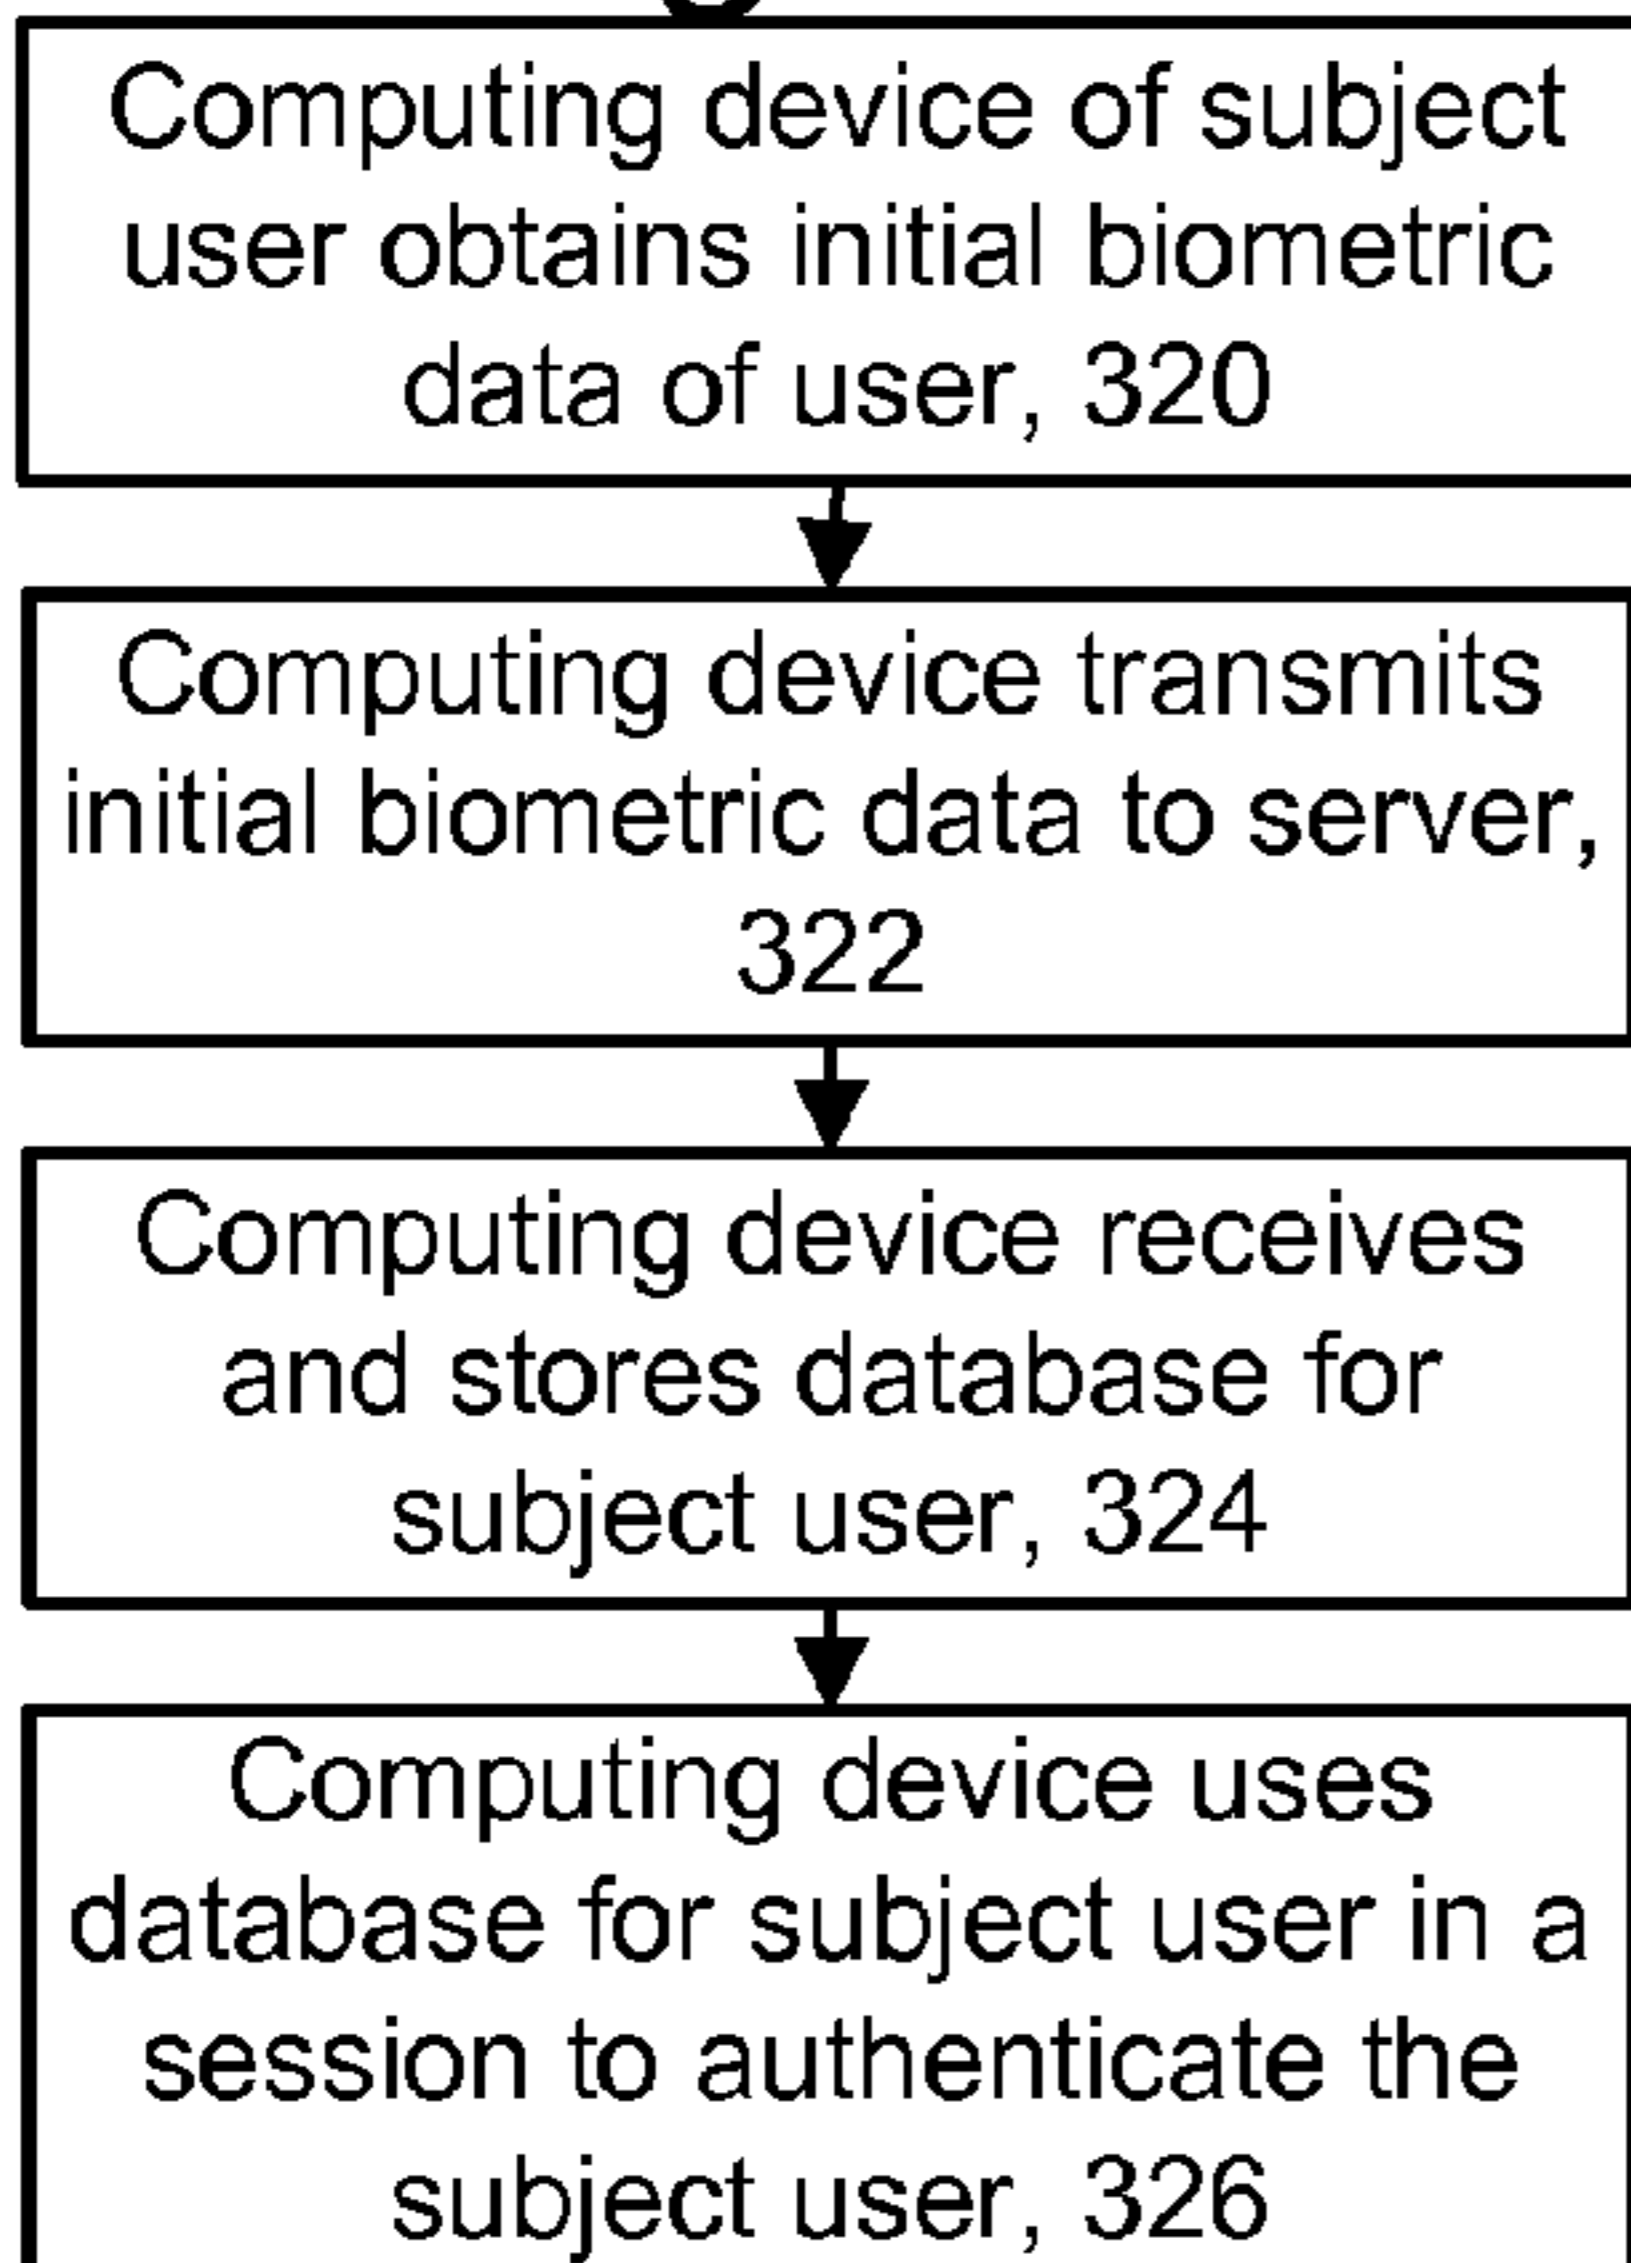 Computing device of subject
user obtains initial biometric
data of user, 320
Computing device transmits
initial biometric data to server,
322
Computing device receives
and stores database for
subject user, 324
Computing device uses
database for subject user in a
session to authenticate the
subject user, 326